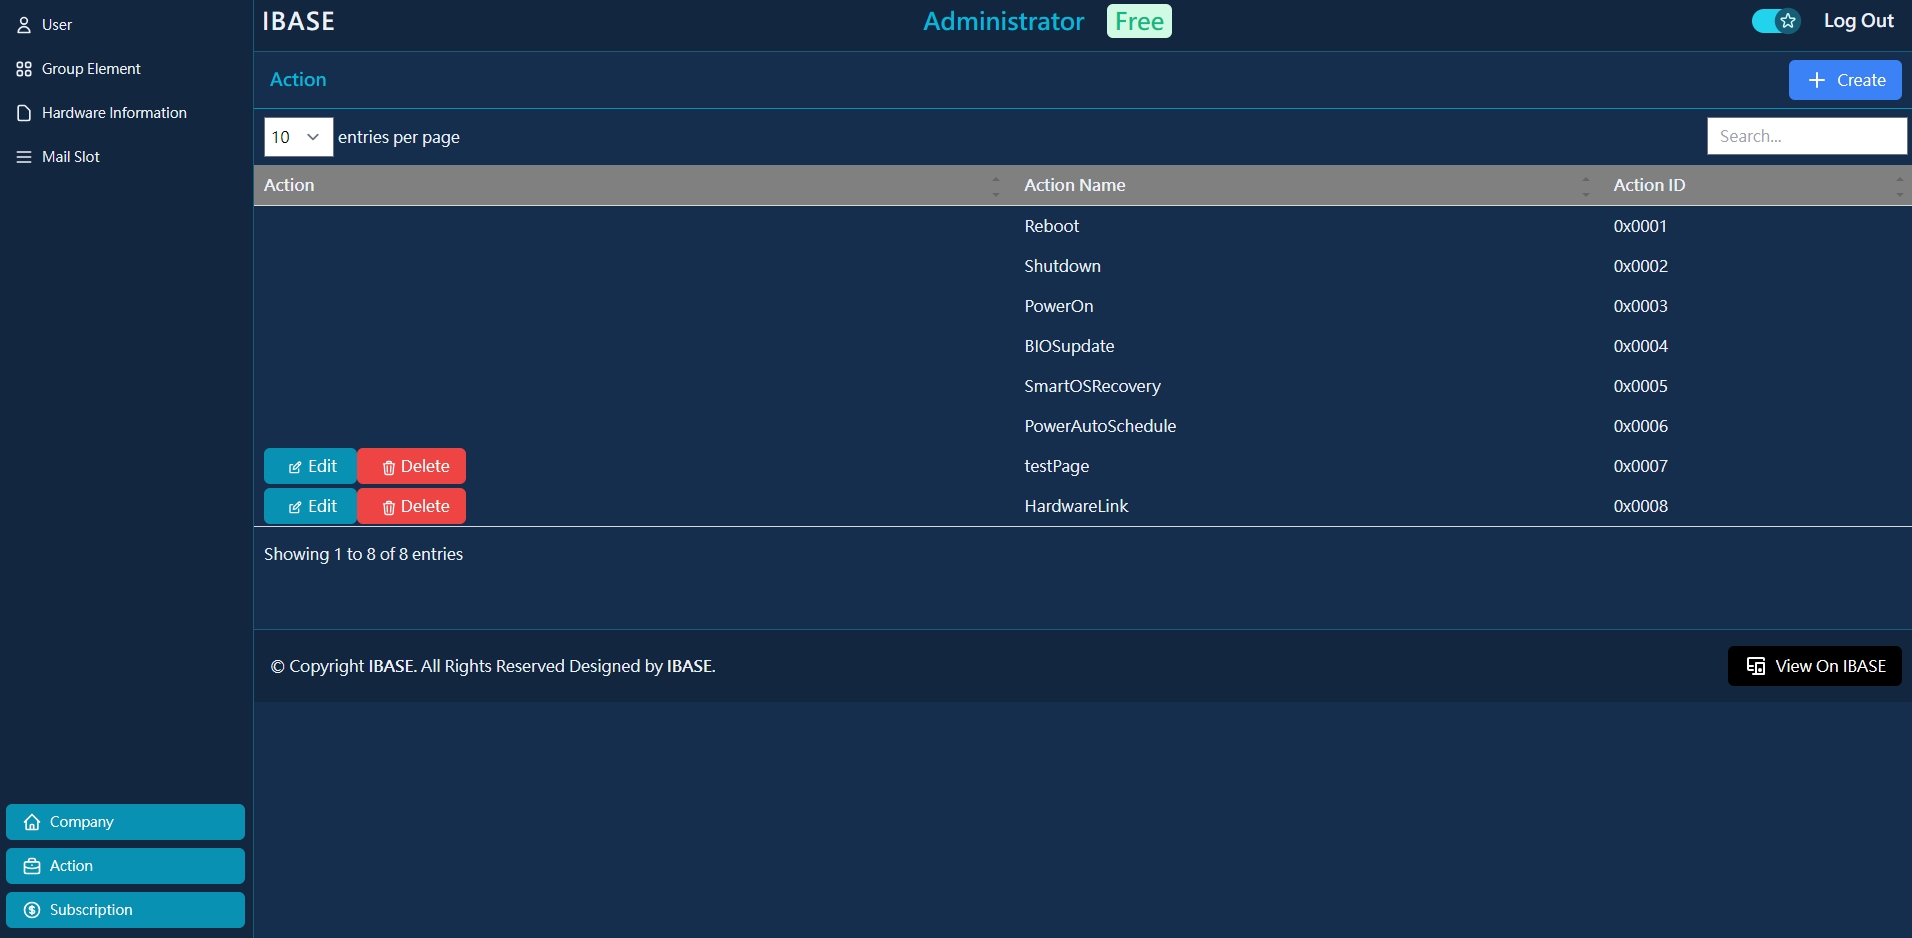 User
Group Element
Hardware Information
Mail Slot
Company
Action
Subscription
IBASE Administrator Free Log Out
Action Create
10 entries per page Search...
Action Action Name Action ID
Reboot 0x0001
Shutdown 0x0002
PowerOn 0x0003
BIOSupdate 0x0004
SmartOSRecovery 0x0005
PowerAutoSchedule 0x0006
Edit Delete testPage 0x0007
Edit Delete HardwareLink 0x0008
Showing 1 to 8 of 8 entries
© Copyright IBASE. All Rights Reserved Designed by IBASE. View On IBASE